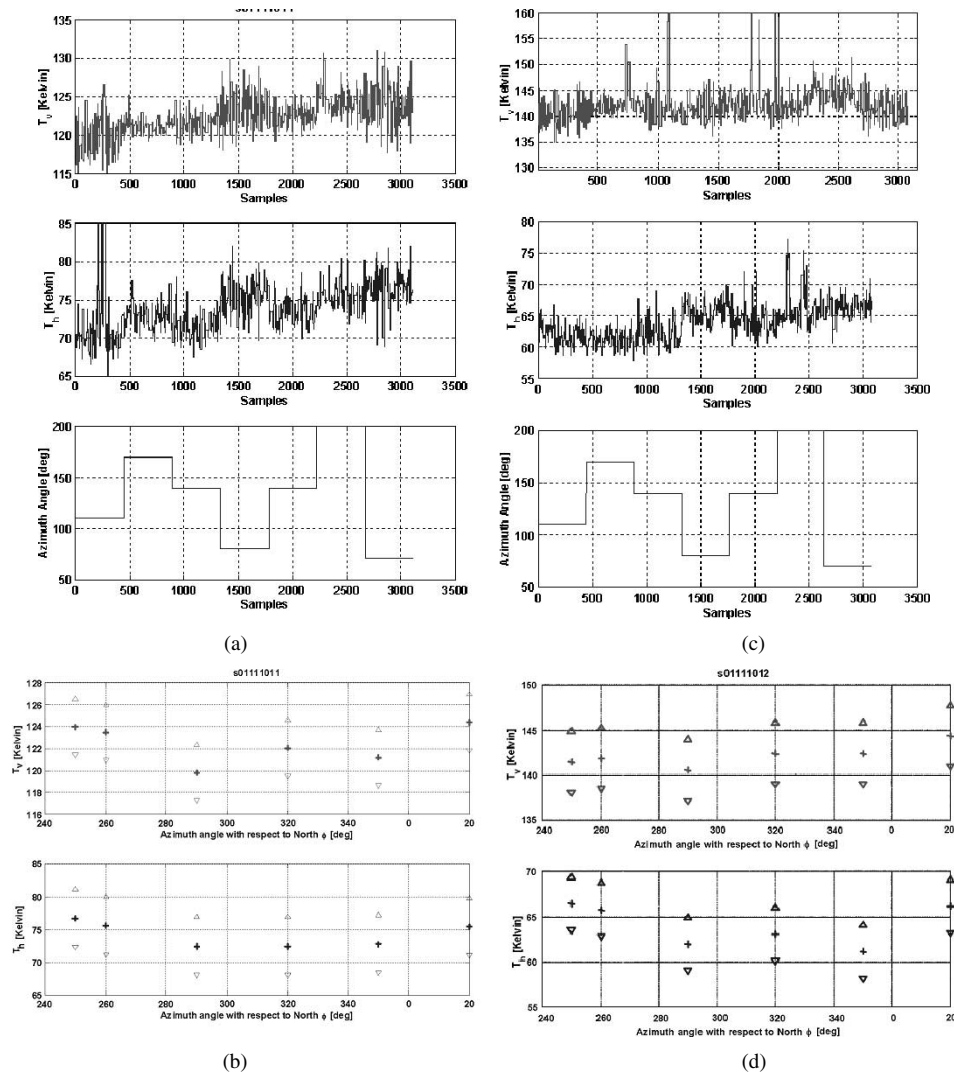 s01111011
135
130
125
120
115
T_v [Kelvin]
0 500 1000 1500 2000 2500 3000 3500
Samples
85
80
75
70
65
T_h [Kelvin]
0 500 1000 1500 2000 2500 3000 3500
Samples
200
150
100
50
Azimuth Angle [deg]
0 500 1000 1500 2000 2500 3000 3500
Samples
(a)
160
155
150
145
140
135
130
T_v [Kelvin]
500 1000 1500 2000 2500 3000
Samples
80
75
70
65
60
55
T_h [Kelvin]
0 500 1000 1500 2000 2500 3000 3500
Samples
200
150
100
50
Azimuth Angle [deg]
0 500 1000 1500 2000 2500 3000 3500
Samples
(c)
s01111011
128
126
124
122
120
118
116
T_v [Kelvin]
240 260 280 300 320 340 0 20
Azimuth angle with respect to North ϕ [deg]
85
80
75
70
65
T_h [Kelvin]
240 260 280 300 320 340 0 20
Azimuth angle with respect to North ϕ [deg]
(b)
s01111012
150
145
140
135
T_v [Kelvin]
240 260 280 300 320 340 0 20
Azimuth angle with respect to North ϕ [deg]
70
65
60
55
T_h [Kelvin]
240 260 280 300 320 340 0 20
Azimuth angle with respect to North ϕ [deg]
(d)